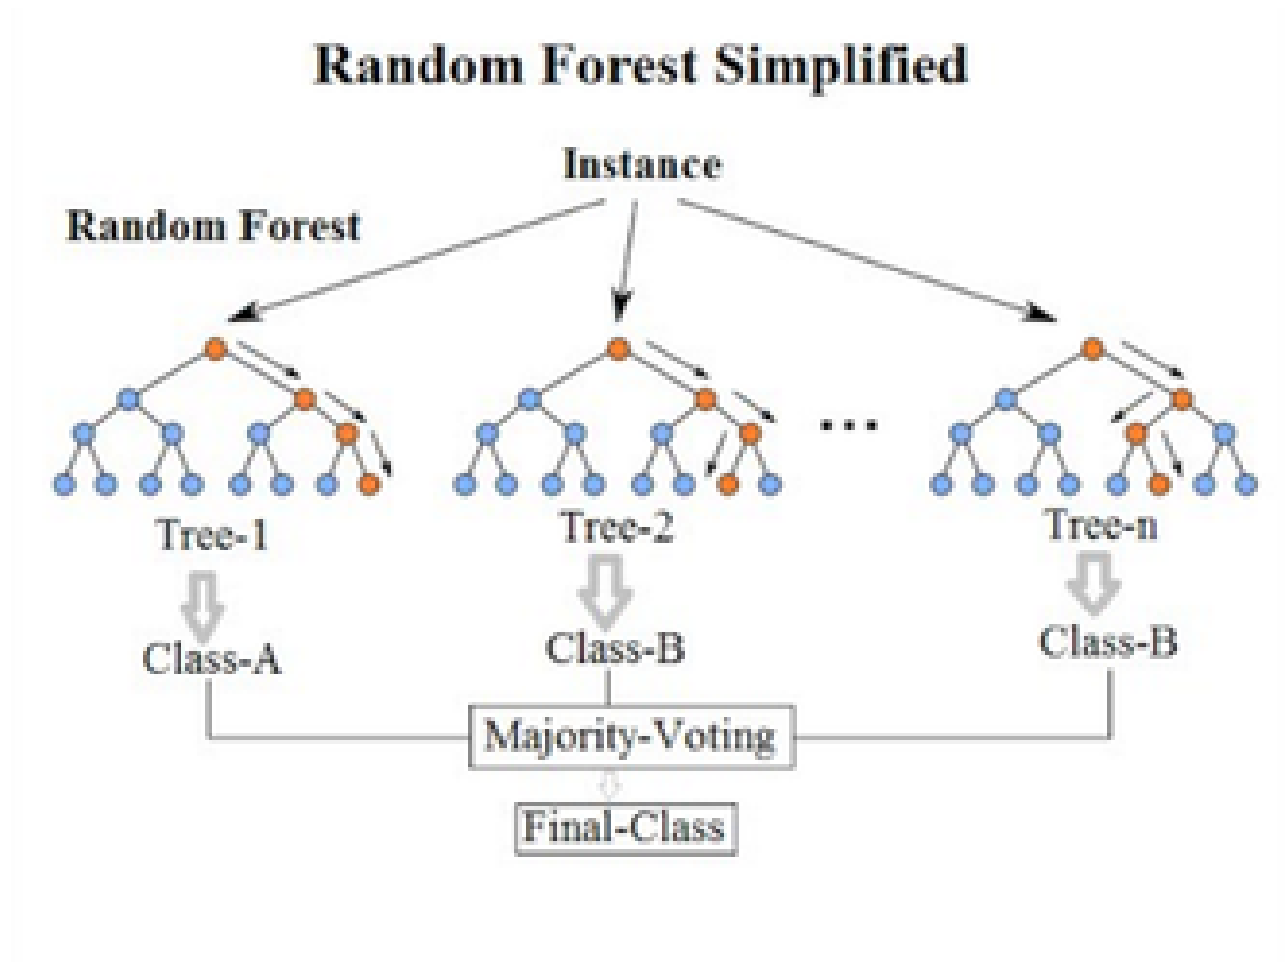 Random Forest Simplified
Instance
Random Forest
...
Tree-1
Tree-2
Tree-n
Class-A
Class-B
Class-B
Majority-Voting
Final-Class